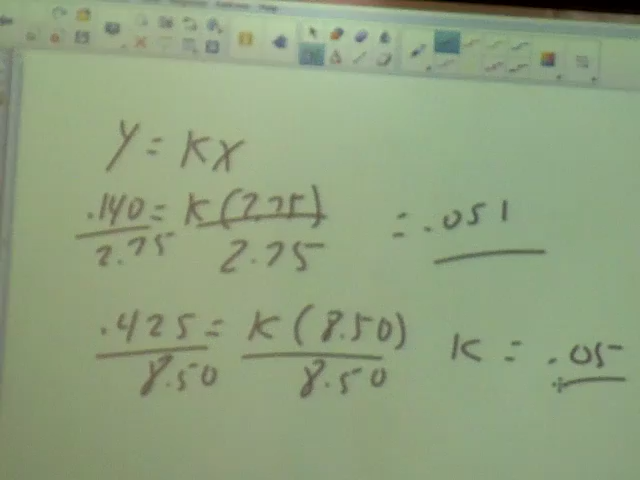 Y = KX
.140 = K (2.75) = .051
2.75 2.75
.425 = K (8.50) K = .05
8.50 8.50